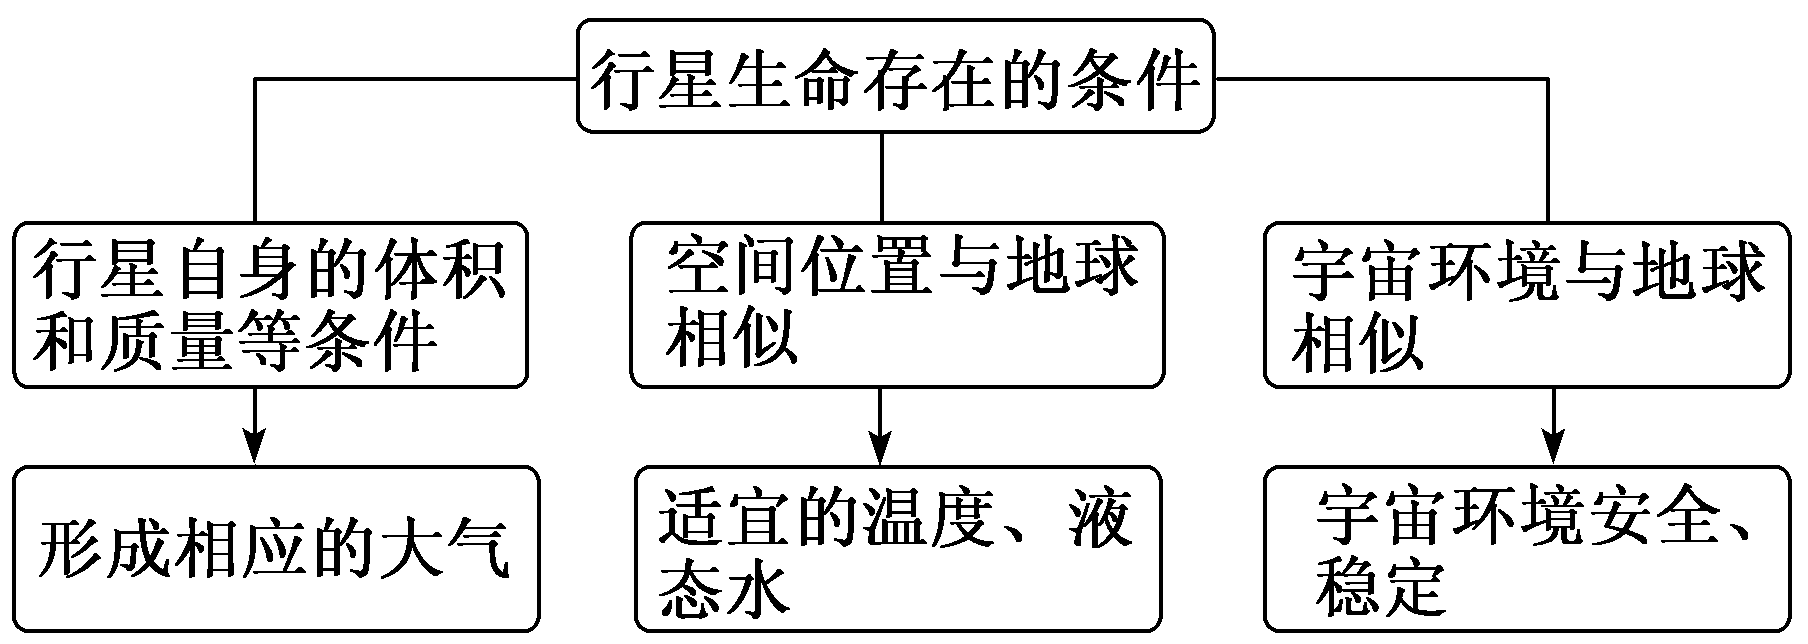 行星生命存在的条件
行星自身的体积
和质量等条件
空间位置与地球
相似
宇宙环境与地球
相似
形成相应的大气
适宜的温度、液
态水
宇宙环境安全、
稳定